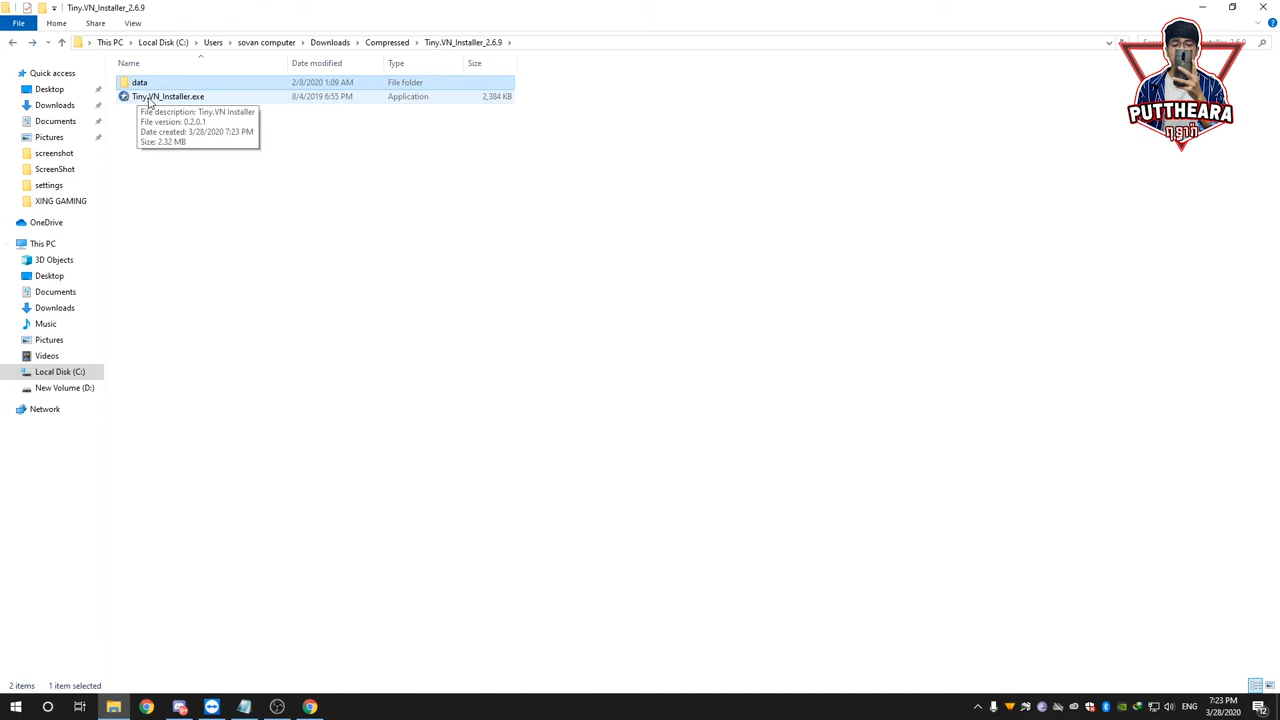 Tiny.VN_Installer_2.6.9
File Home Share View
This PC Local Disk (C:) Users sovan computer Downloads Compressed Tiny.VN_Installer_2.6.9
Name Date modified Type Size
data 2/8/2020 1:09 AM File folder
Tiny.VN_Installer.exe 8/4/2019 6:55 PM Application 2,384 KB
File description: Tiny.VN Installer
File version: 0.2.0.1
Date created: 3/28/2020 7:23 PM
Size: 2.32 MB
Quick access
Desktop
Downloads
Documents
Pictures
screenshot
ScreenShot
settings
XING GAMING
OneDrive
This PC
3D Objects
Desktop
Documents
Downloads
Music
Pictures
Videos
Local Disk (C:)
New Volume (D:)
Network
PUTTHEARA
2 items 1 item selected
ENG
7:23 PM
3/28/2020
12